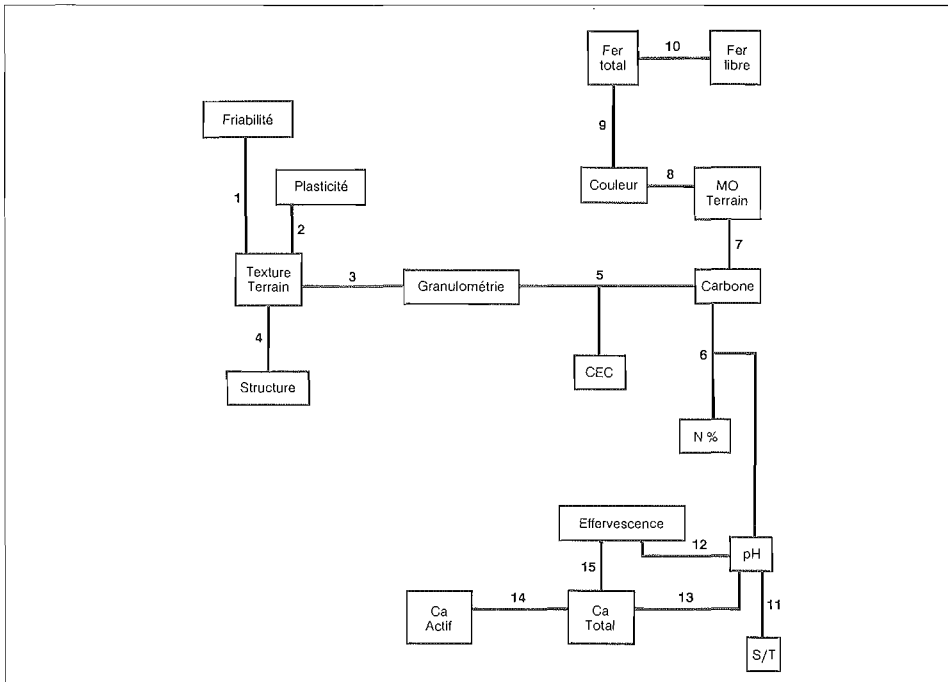 Fer
total
10
Fer
libre
Friabilité
9
1
Plasticité
Couleur
8
MO
Terrain
2
7
Texture
Terrain
3
Granulométrie
5
Carbone
4
6
CEC
Structure
N %
Effervescence
12
pH
15
14
13
11
Ca
Actif
Ca
Total
S/T